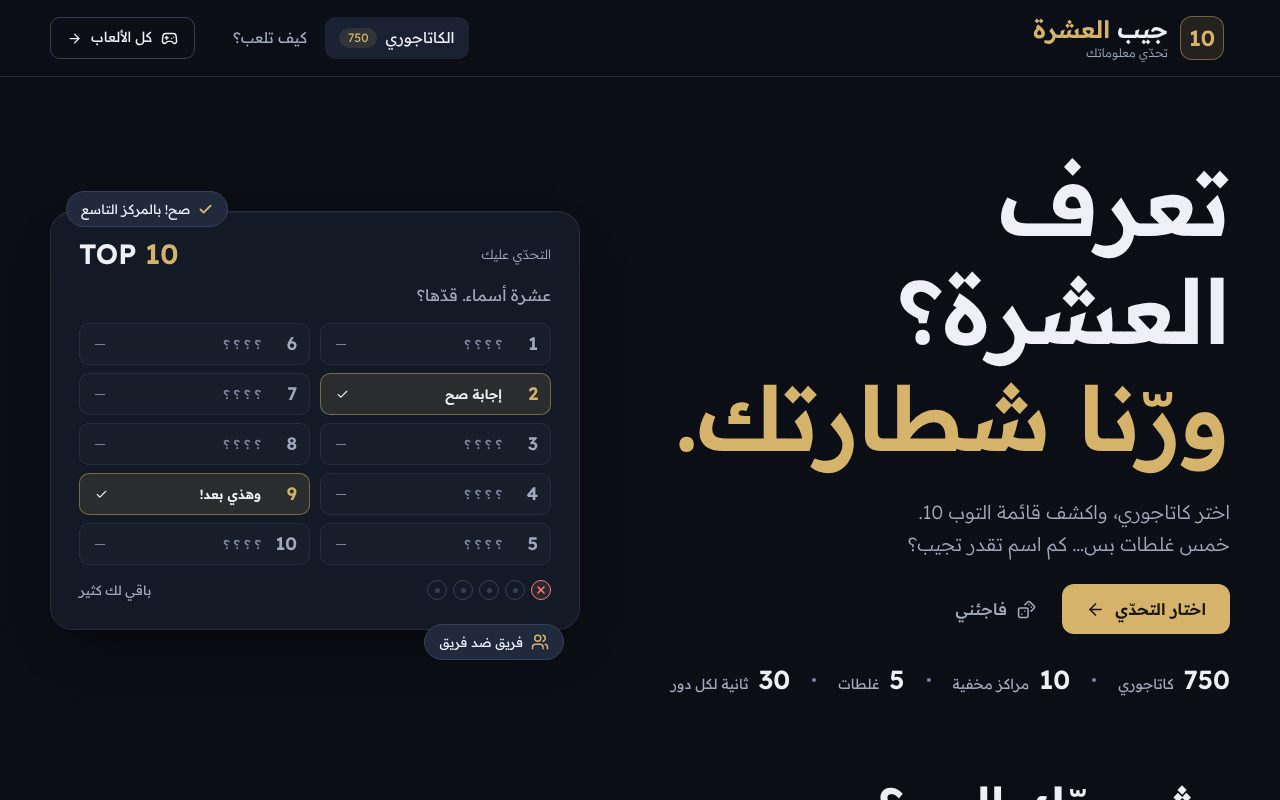 10
جيب العشرة
تحدّي معلوماتك
الكاتاجوري 750
كيف تلعب؟
كل الألعاب
تعرف
العشرة؟
ورّنا شطارتك.
اختر كاتاجوري، واكشف قائمة التوب 10.
خمس غلطات بس... كم اسم تقدر تجيب؟
اختار التحدّي
فاجئني
750 كاتاجوري • 10 مراكز مخفية • 5 غلطات • 30 ثانية لكل دور
صح! بالمركز التاسع
التحدّي عليك
TOP 10
عشرة أسماء. قدّها؟
1 ؟؟؟؟ —
6 ؟؟؟؟ —
2 إجابة صح
7 ؟؟؟؟ —
3 ؟؟؟؟ —
8 ؟؟؟؟ —
4 ؟؟؟؟ —
9 وهذي بعد!
5 ؟؟؟؟ —
10 ؟؟؟؟ —
باقي لك كثير
فريق ضد فريق